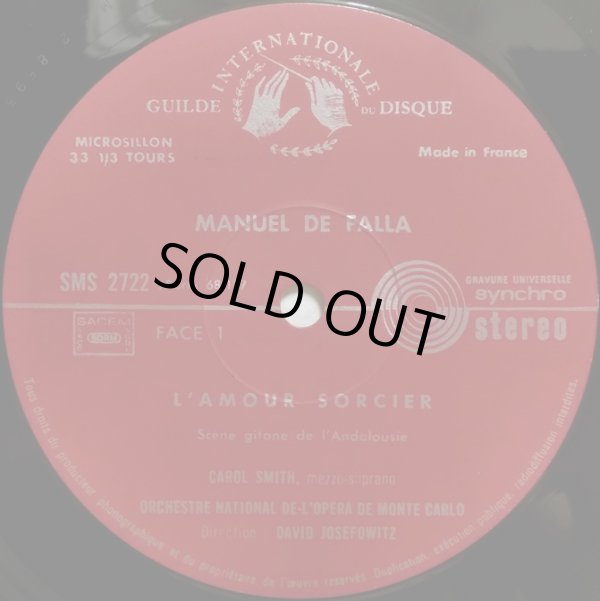 GUILDE INTERNATIONALE DU DISQUE
MICROSILLON
33 1/3 TOURS
Made in France
MANUEL DE FALLA
SMS 2722
GRAVURE UNIVERSELLE
synchro
stereo
SOLD OUT
SACEM
BIEM
FACE 1
L'AMOUR SORCIER
Scene gitane de l'Andalousie
CAROL SMITH, mezzo-soprano
ORCHESTRE NATIONAL DE-L'OPERA DE MONTE CARLO
Direction : DAVID JOSEFOWITZ
Tous droits du producteur phonographique et du propriétaire de l'œuvre réservés. Duplication, exécution publique, radiodiffusion interdites.